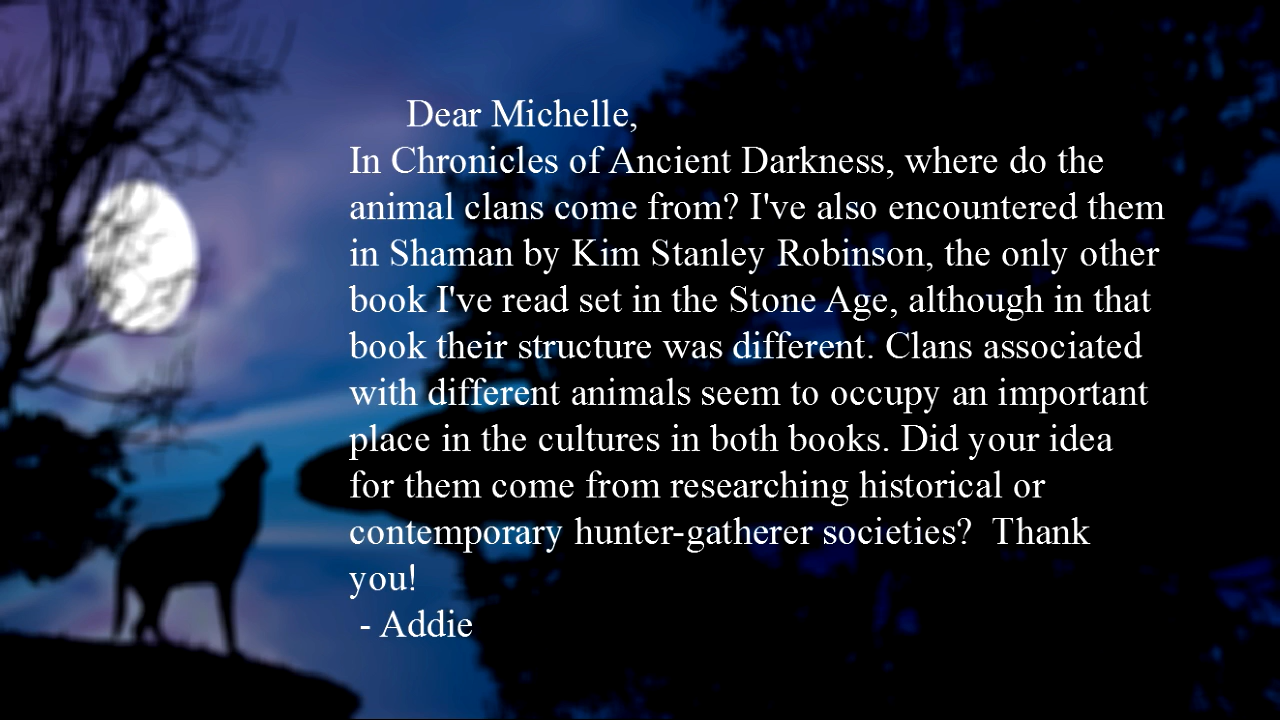 Dear Michelle,
In Chronicles of Ancient Darkness, where do the
animal clans come from? I've also encountered them
in Shaman by Kim Stanley Robinson, the only other
book I've read set in the Stone Age, although in that
book their structure was different. Clans associated
with different animals seem to occupy an important
place in the cultures in both books. Did your idea
for them come from researching historical or
contemporary hunter-gatherer societies?  Thank
you!
- Addie